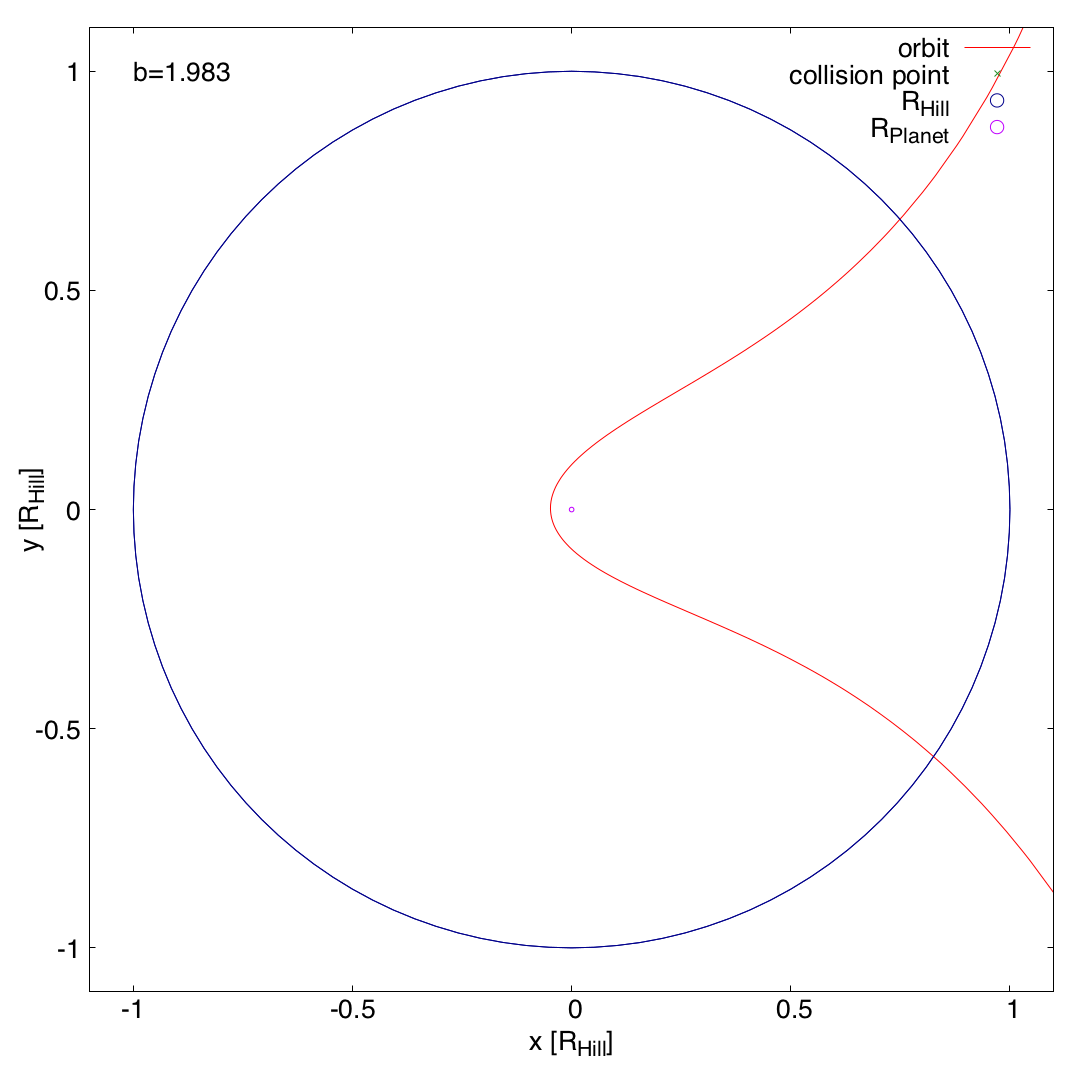 b=1.983
orbit
collision point
R_Hill
R_Planet
1
0.5
0
-0.5
-1
y [R_Hill]
-1
-0.5
0
0.5
1
x [R_Hill]